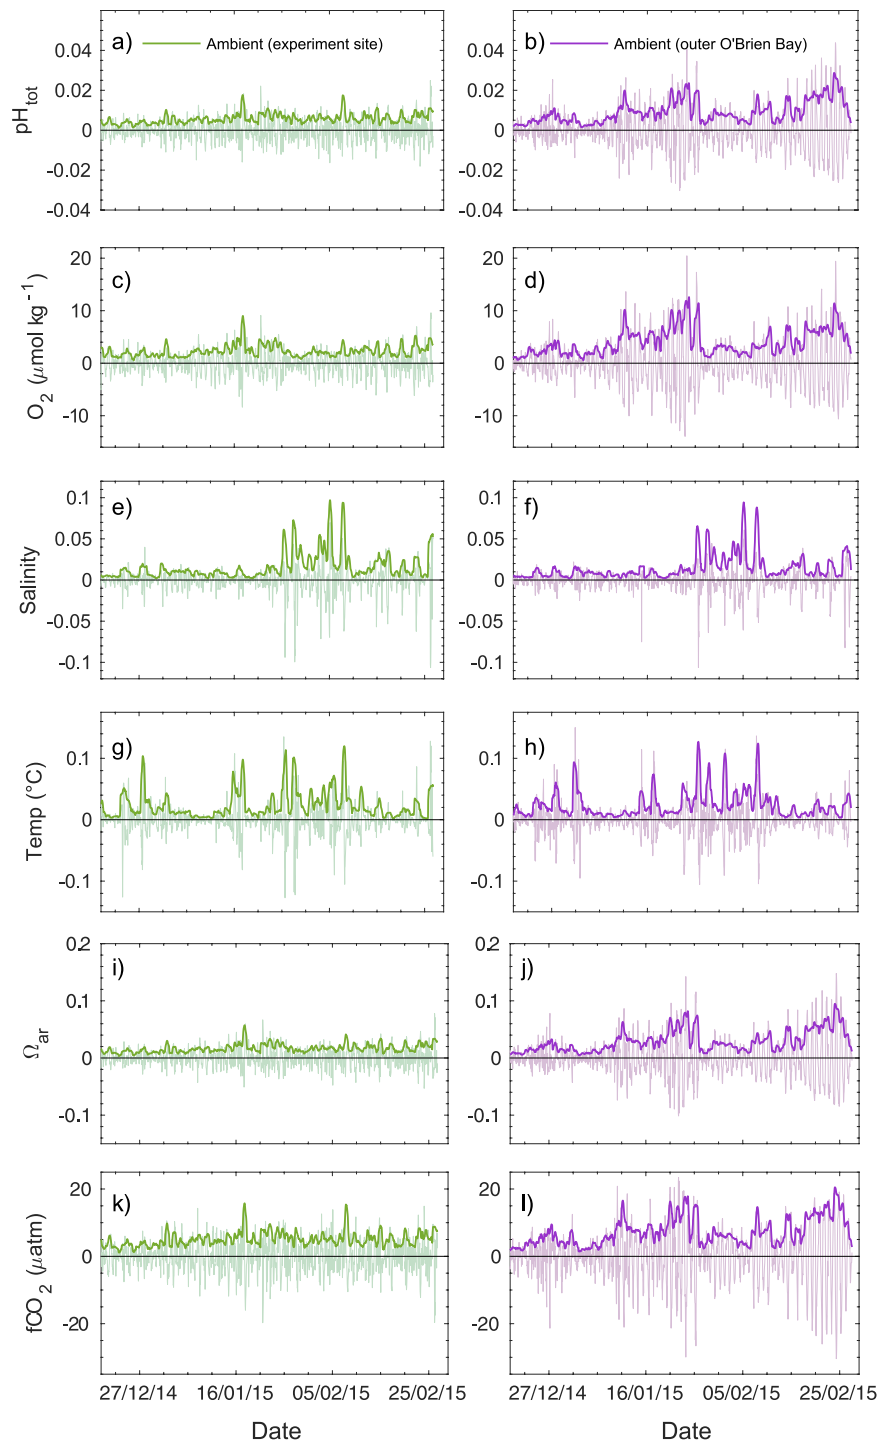 a) Ambient (experiment site)
b) Ambient (outer O'Brien Bay)
pHtot
0.04
0.02
0
-0.02
-0.04
0.04
0.02
0
-0.02
-0.04
c)
d)
O2 (μmol kg-1)
20
10
0
-10
20
10
0
-10
e)
f)
Salinity
0.1
0.05
0
-0.05
-0.1
0.1
0.05
0
-0.05
-0.1
g)
h)
Temp (°C)
0.1
0
-0.1
0.1
0
-0.1
i)
j)
Ωar
0.2
0.1
0
-0.1
0.2
0.1
0
-0.1
k)
l)
fCO2 (μatm)
20
0
-20
20
0
-20
27/12/14 16/01/15 05/02/15 25/02/15
27/12/14 16/01/15 05/02/15 25/02/15
Date
Date